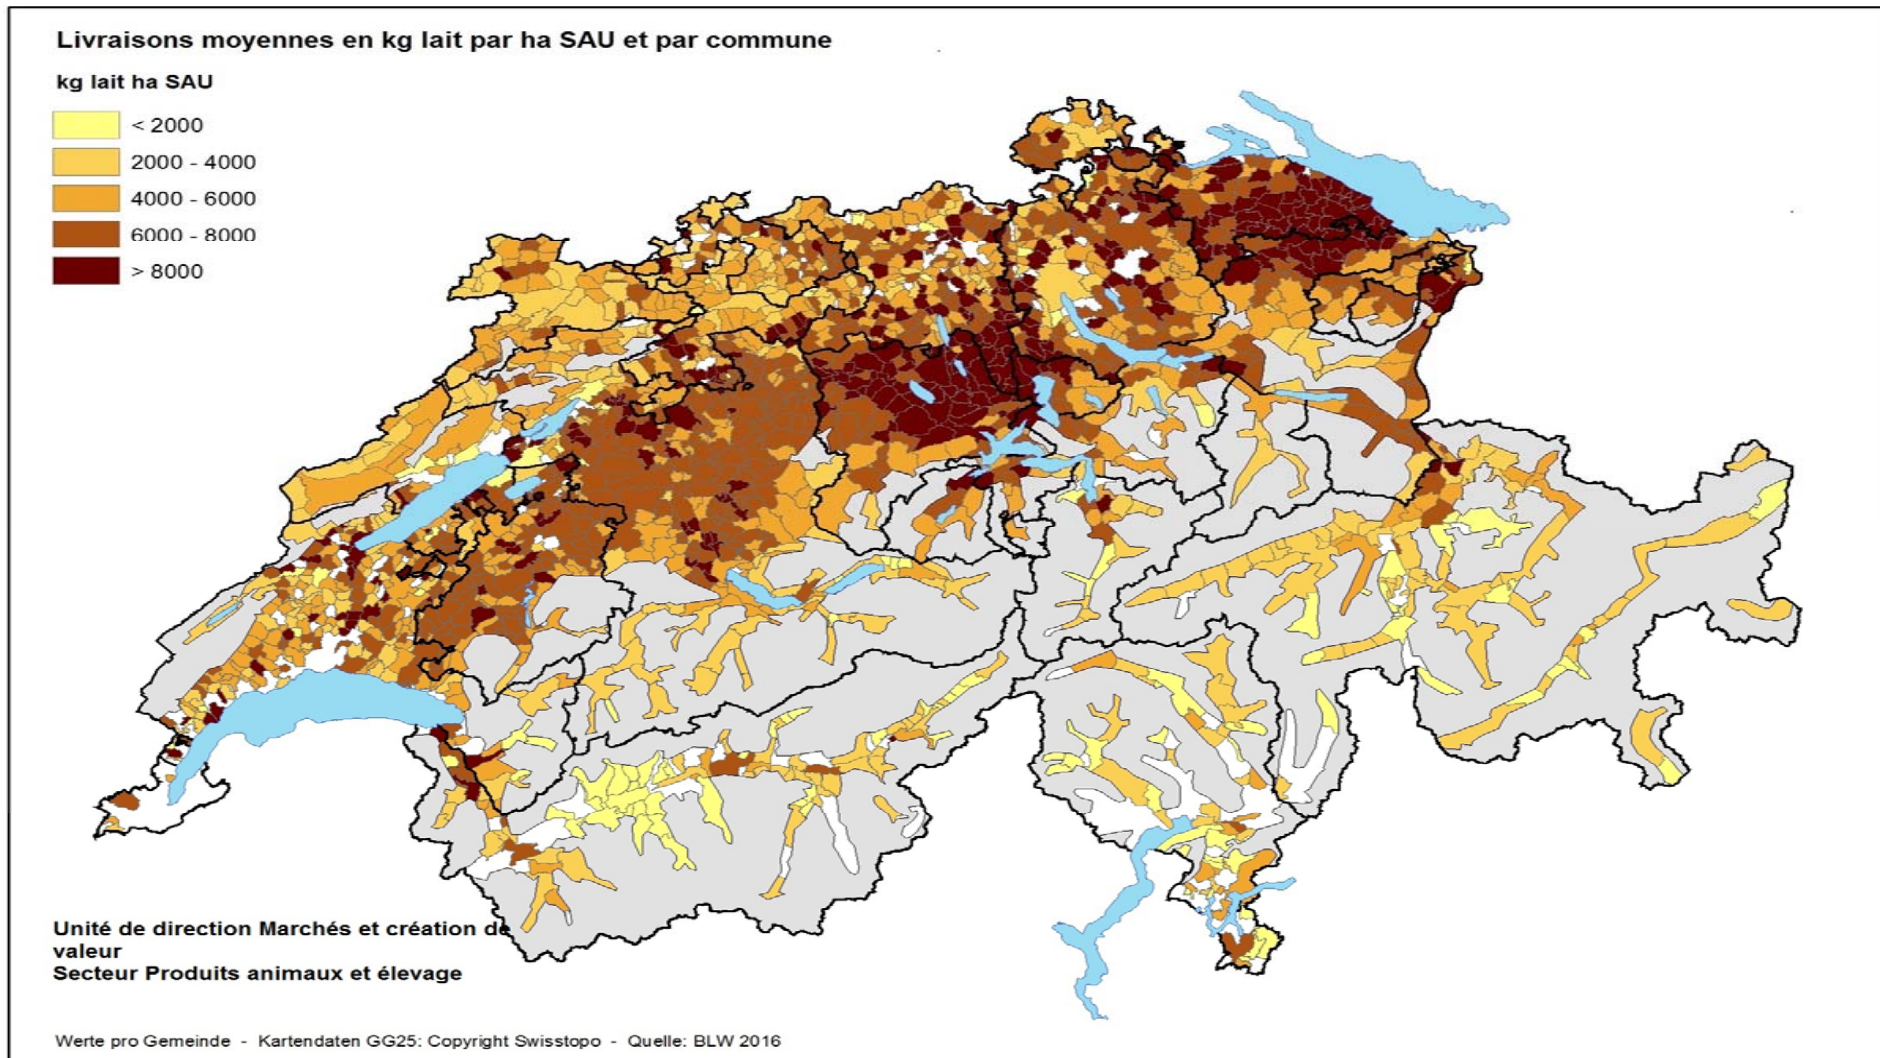 Livraisons moyennes en kg lait par ha SAU et par commune
kg lait ha SAU
< 2000
2000 - 4000
4000 - 6000
6000 - 8000
> 8000
Unité de direction Marchés et création de
valeur
Secteur Produits animaux et élevage
Werte pro Gemeinde - Kartendaten GG25: Copyright Swisstopo - Quelle: BLW 2016